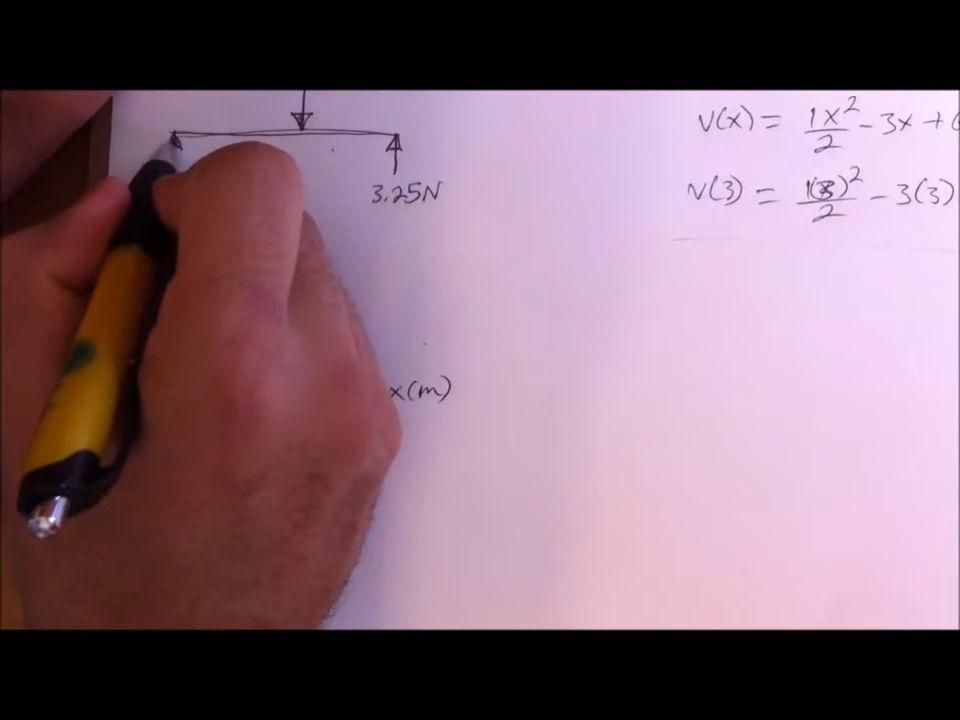 3.25N
x(m)
v(x) = 1x²/2 - 3x +
v(3) = 1(3)²/2 - 3(3)